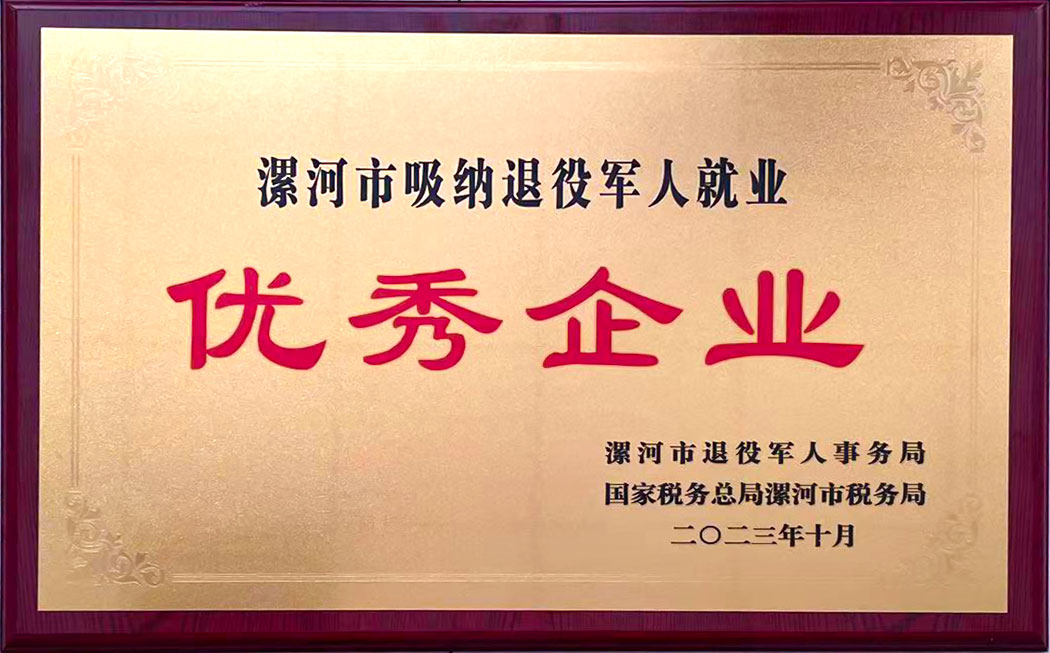 漯河市吸纳退役军人就业
优秀企业
漯河市退役军人事务局
国家税务总局漯河市税务局
二〇二三年十月